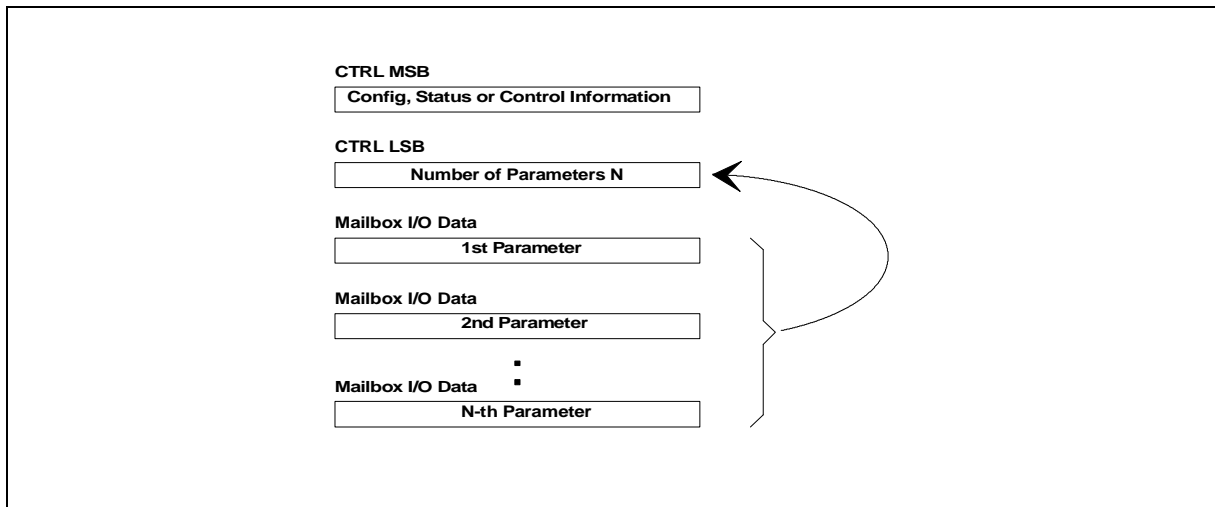 CTRL MSB
Config, Status or Control Information
CTRL LSB
Number of Parameters N
Mailbox I/O Data
1st Parameter
Mailbox I/O Data
2nd Parameter
Mailbox I/O Data
N-th Parameter